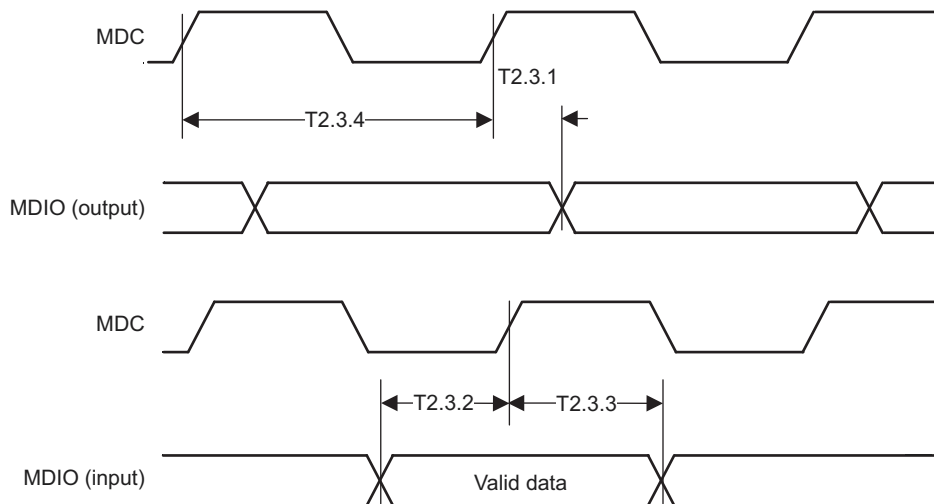 MDC
T2.3.1
T2.3.4
MDIO (output)
MDC
T2.3.2
T2.3.3
MDIO (input)
Valid data